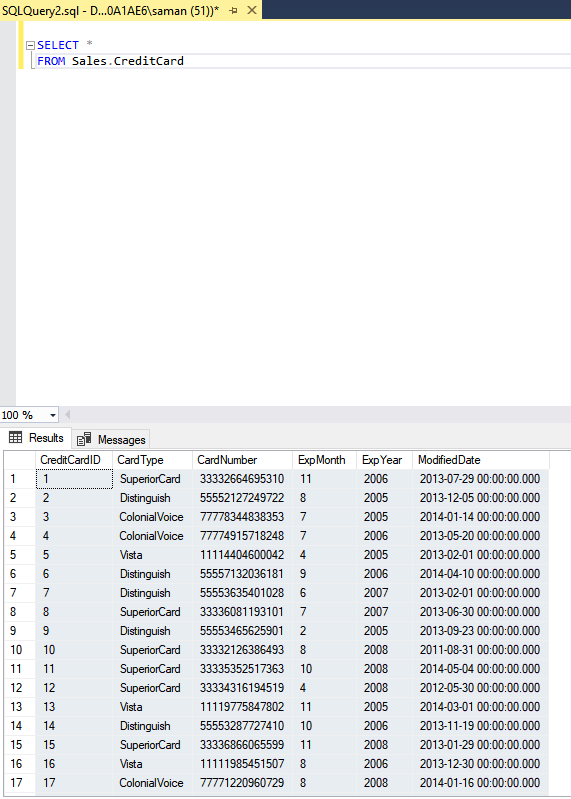 SQLQuery2.sql - D...0A1AE6\saman (51))*
SELECT *
FROM Sales.CreditCard
100 %
Results Messages
CreditCardID CardType CardNumber ExpMonth ExpYear ModifiedDate
1 1 SuperiorCard 33332664695310 11 2006 2013-07-29 00:00:00.000
2 2 Distinguish 55552127249722 8 2005 2013-12-05 00:00:00.000
3 3 ColonialVoice 77778344838353 7 2005 2014-01-14 00:00:00.000
4 4 ColonialVoice 77774915718248 7 2006 2013-05-20 00:00:00.000
5 5 Vista 11114404600042 4 2005 2013-02-01 00:00:00.000
6 6 Distinguish 55557132036181 9 2006 2014-04-10 00:00:00.000
7 7 Distinguish 55553635401028 6 2007 2013-02-01 00:00:00.000
8 8 SuperiorCard 33336081193101 7 2007 2013-06-30 00:00:00.000
9 9 Distinguish 55553465625901 2 2005 2013-09-23 00:00:00.000
10 10 SuperiorCard 33332126386493 8 2008 2011-08-31 00:00:00.000
11 11 SuperiorCard 33335352517363 10 2008 2014-05-04 00:00:00.000
12 12 SuperiorCard 33334316194519 4 2008 2012-05-30 00:00:00.000
13 13 Vista 11119775847802 11 2005 2014-03-01 00:00:00.000
14 14 Distinguish 55553287727410 10 2006 2013-11-19 00:00:00.000
15 15 SuperiorCard 33336866065599 11 2008 2013-01-29 00:00:00.000
16 16 Vista 11111985451507 8 2006 2013-12-30 00:00:00.000
17 17 ColonialVoice 77771220960729 8 2008 2014-01-16 00:00:00.000